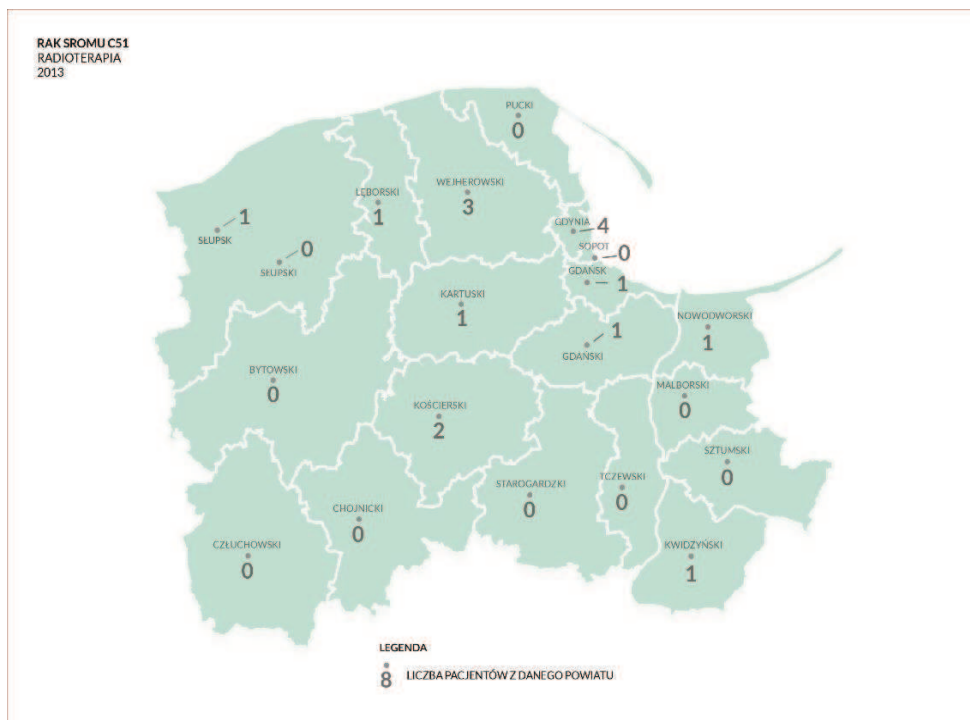 RAK SROMU C51
RADIOTERAPIA
2013
PUCKI
0
WEJHEROWSKI
3
LĘBORSKI
1
SŁUPSK
1
SŁUPSKI
0
GDYNIA
4
SOPOT
0
GDAŃSK
1
KARTUSKI
1
GDAŃSKI
1
NOWODWORSKI
1
BYTOWSKI
0
MALBORSKI
0
KOŚCIERSKI
2
SZTUMSKI
0
STAROGARDZKI
0
TCZEWSKI
0
CHOJNICKI
0
CZŁUCHOWSKI
0
KWIDZYŃSKI
1
LEGENDA
8
LICZBA PACJENTÓW Z DANEGO POWIATU